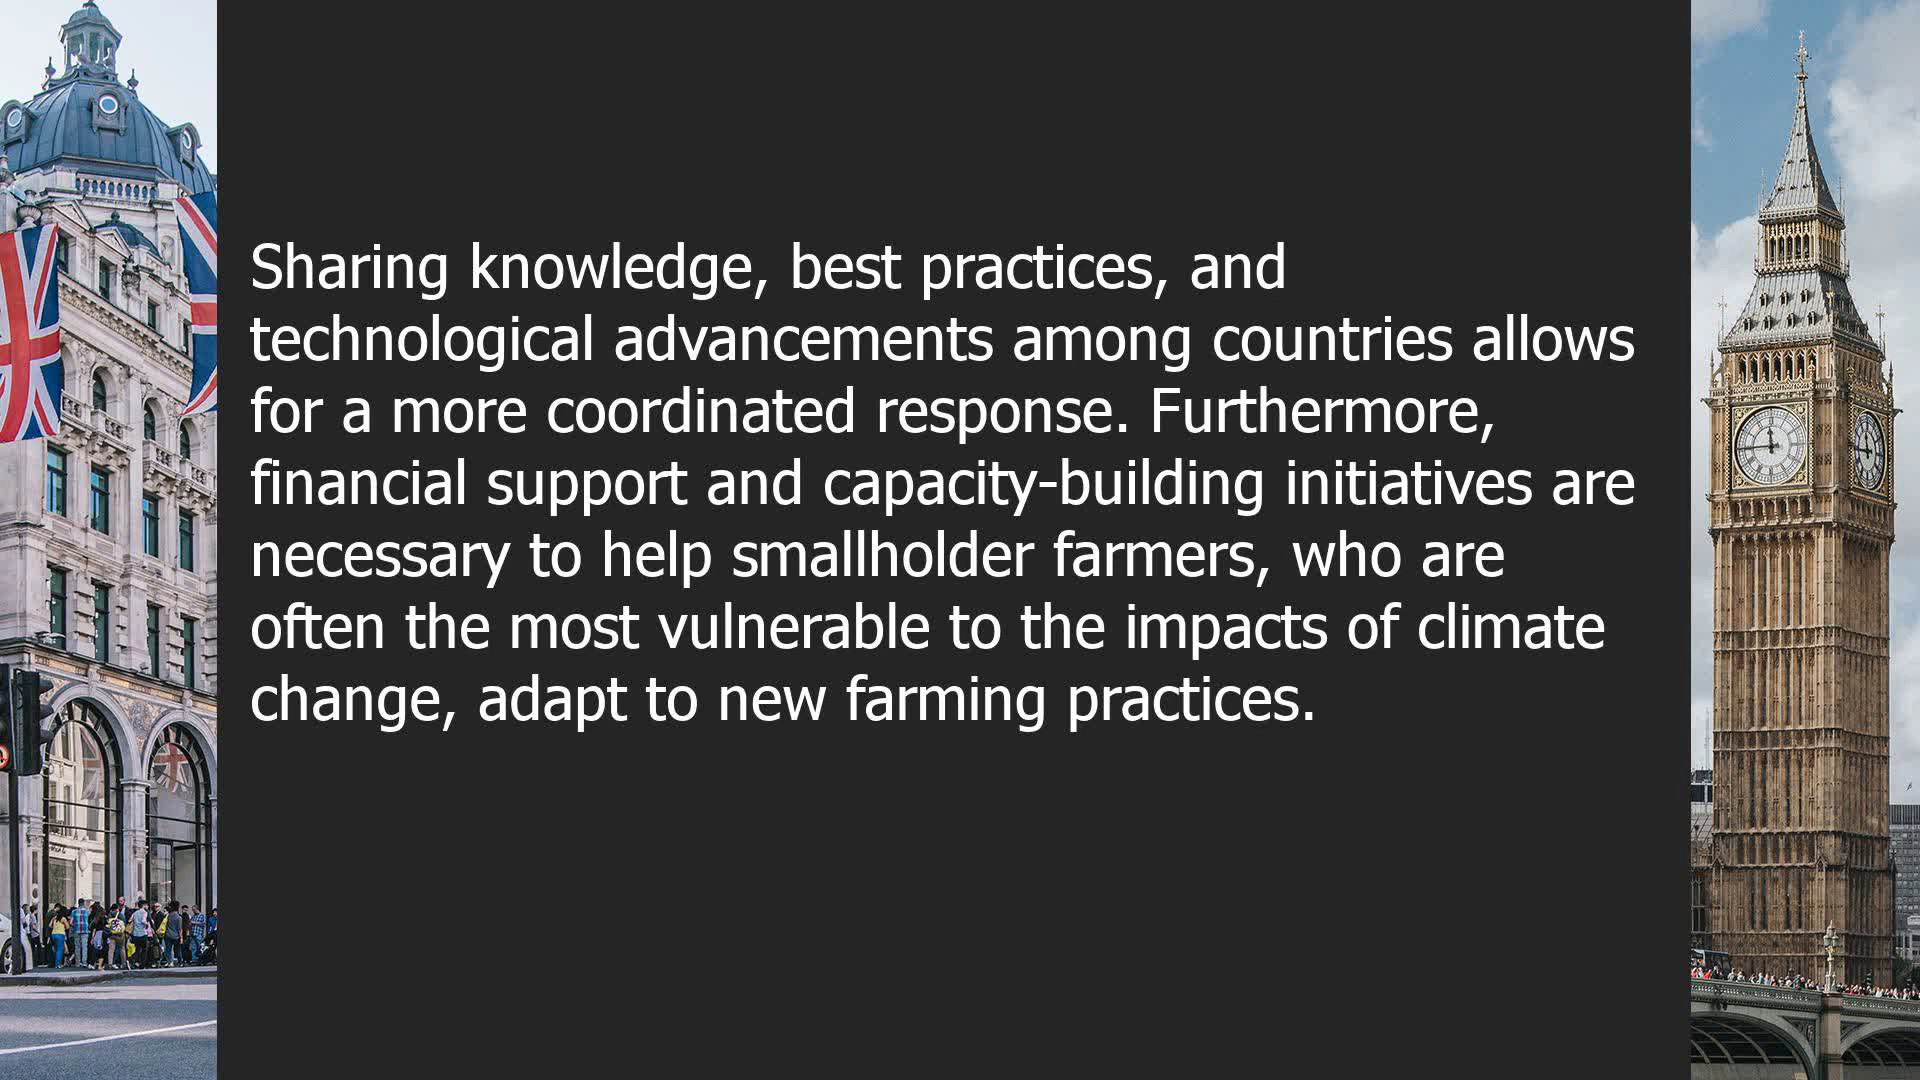 Sharing knowledge, best practices, and
technological advancements among countries allows
for a more coordinated response. Furthermore,
financial support and capacity-building initiatives are
necessary to help smallholder farmers, who are
often the most vulnerable to the impacts of climate
change, adapt to new farming practices.